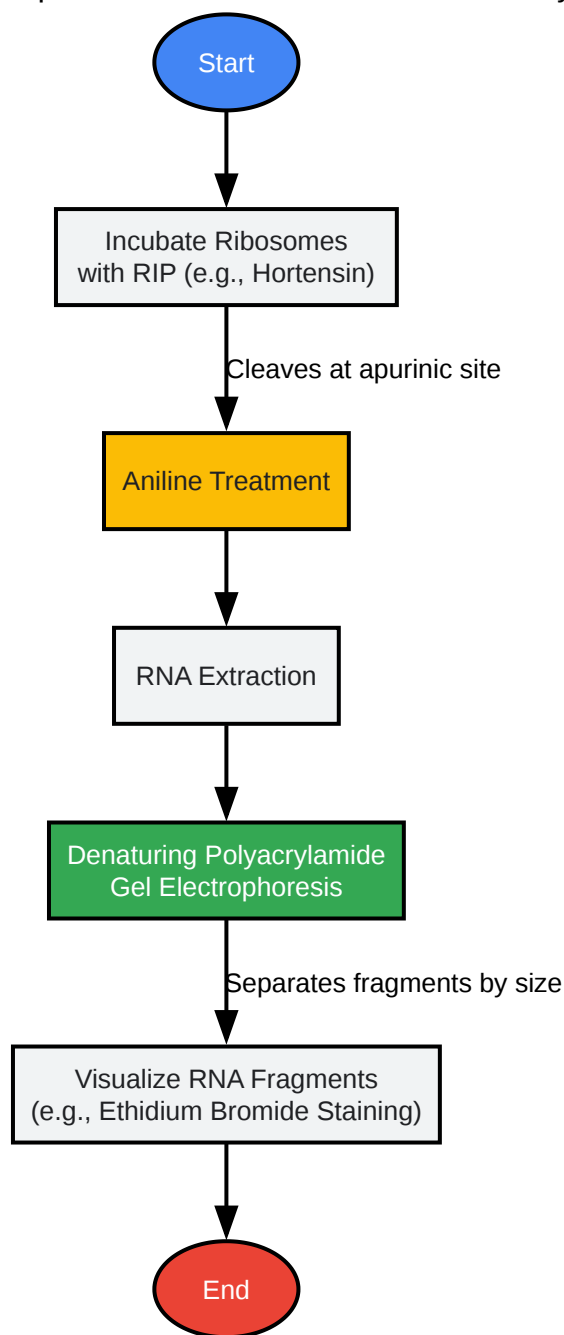 Start
Incubate Ribosomes
with RIP (e.g., Hortensin)
Cleaves at apurinic site
Aniline Treatment
RNA Extraction
Denaturing Polyacrylamide
Gel Electrophoresis
Separates fragments by size
Visualize RNA Fragments
(e.g., Ethidium Bromide Staining)
End